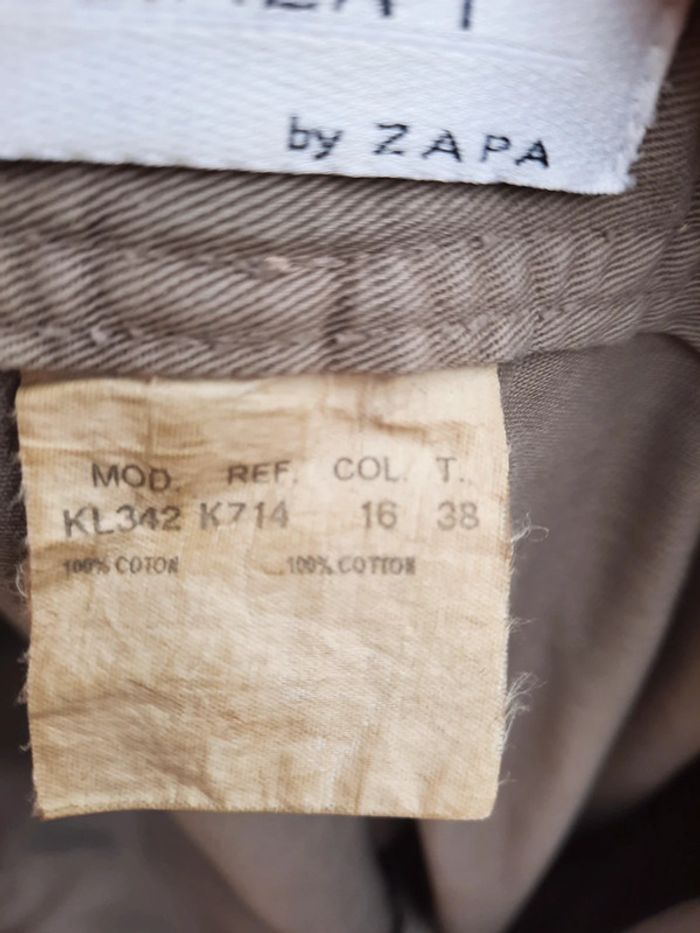 by ZAPA
MOD. REF. COL. T.
KL342 K714 16 38
100% COTON 100% COTTON